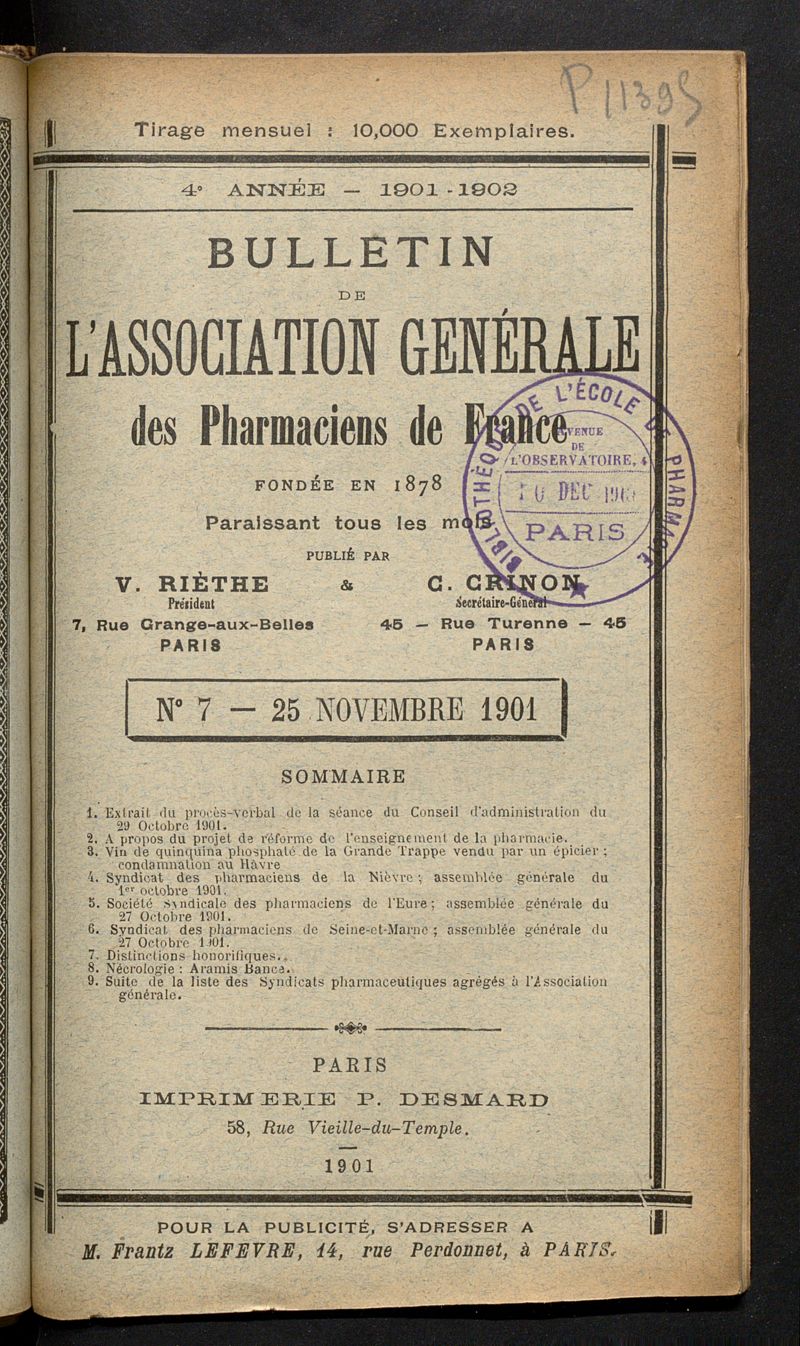 P 11395
Tirage mensuel : 10,000 Exemplaires.
4e ANNÉE — 1901-1902
BULLETIN
DE
L'ASSOCIATION GENÉRALE
des Pharmaciens de France
FONDÉE EN 1878
Paraissant tous les mois
PUBLIÉ PAR
V. RIÈTHE & C. CRINON
Président Secrétaire-Général
7, Rue Grange-aux-Belles 45 — Rue Turenne — 45
PARIS PARIS
BIBLIOTHÈQUE DE L'ÉCOLE DE PHARMACIE
AVENUE
DE
L'OBSERVATOIRE, 4
DEC
PARIS
N° 7 — 25 NOVEMBRE 1901
SOMMAIRE
1. Extrait du procès-verbal de la séance du Conseil d'administration du
29 Octobre 1901.
2. A propos du projet de réforme de l'enseignement de la pharmacie.
3. Vin de quinquina phosphaté de la Grande Trappe vendu par un épicier ;
condamnation au Hâvre
4. Syndicat des pharmaciens de la Nièvre ; assemblée générale du
1er octobre 1901.
5. Société Syndicale des pharmaciens de l'Eure ; assemblée générale du
27 Octobre 1901.
6. Syndicat des pharmaciens de Seine-et-Marne ; assemblée générale du
27 Octobre 1901.
7. Distinctions honorifiques.
8. Nécrologie : Aramis Bance.
9. Suite de la liste des Syndicats pharmaceutiques agrégés à l'Association
générale.
PARIS
IMPRIMERIE P. DESMARD
58, Rue Vieille-du-Temple.
1901
POUR LA PUBLICITÉ, S'ADRESSER A
M. Frantz LEFEVRE, 14, rue Perdonnet, à PARIS.